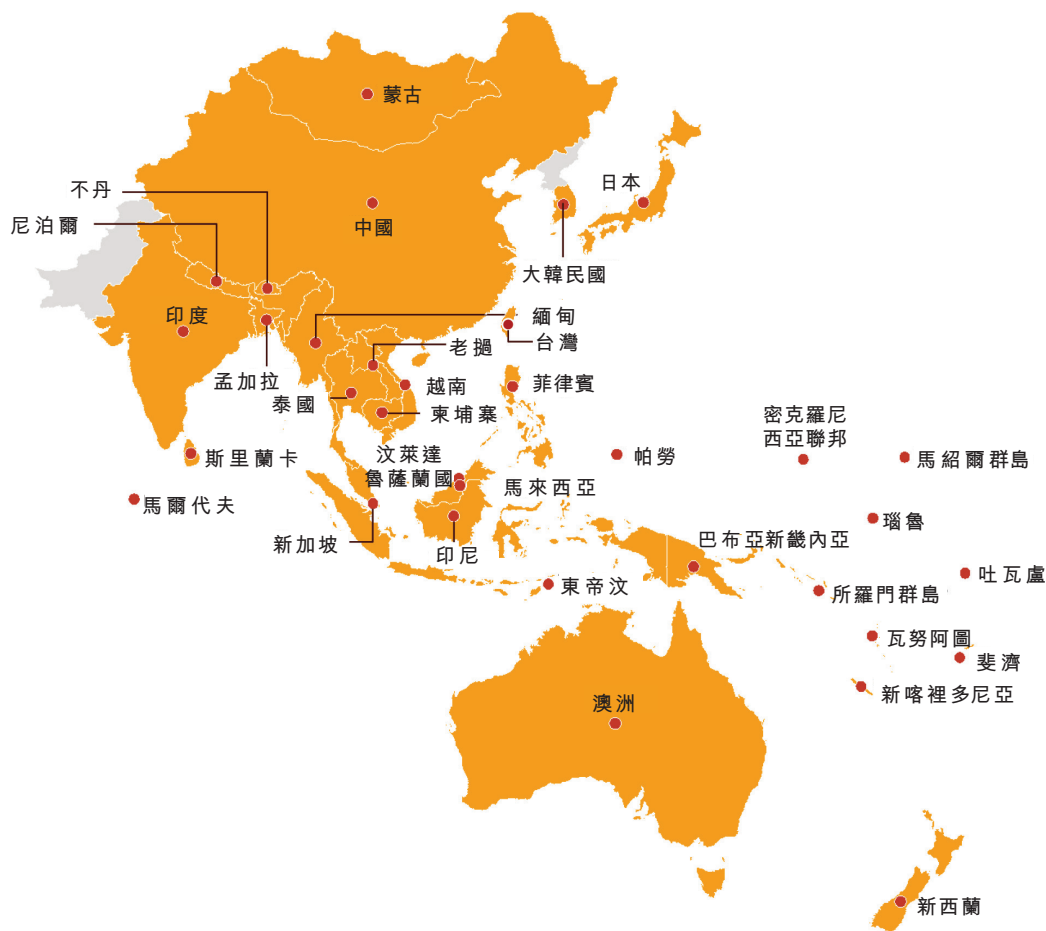 蒙古
不丹
日本
尼泊爾
中國
大韓民國
印度
緬甸
台灣
老撾
孟加拉
越南
菲律賓
泰國
柬埔寨
密克羅尼
西亞聯邦
斯里蘭卡
汶萊達
魯薩蘭國
帕勞
馬紹爾群島
馬來西亞
馬爾代夫
瑙魯
新加坡
印尼
巴布亞新畿內亞
吐瓦盧
東帝汶
所羅門群島
瓦努阿圖
斐濟
新喀裡多尼亞
澳洲
新西蘭